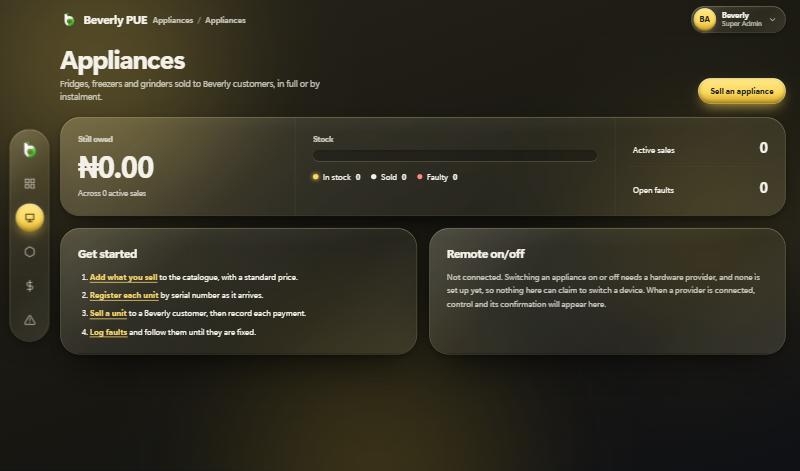 Beverly PUE Appliances / Appliances
BA Beverly
Super Admin
Appliances
Fridges, freezers and grinders sold to Beverly customers, in full or by
instalment.
Sell an appliance
Still owed
₦0.00
Across 0 active sales
Stock
In stock 0 Sold 0 Faulty 0
Active sales 0
Open faults 0
Get started
1. Add what you sell to the catalogue, with a standard price.
2. Register each unit by serial number as it arrives.
3. Sell a unit to a Beverly customer, then record each payment.
4. Log faults and follow them until they are fixed.
Remote on/off
Not connected. Switching an appliance on or off needs a hardware provider, and none is
set up yet, so nothing here can claim to switch a device. When a provider is connected,
control and its confirmation will appear here.